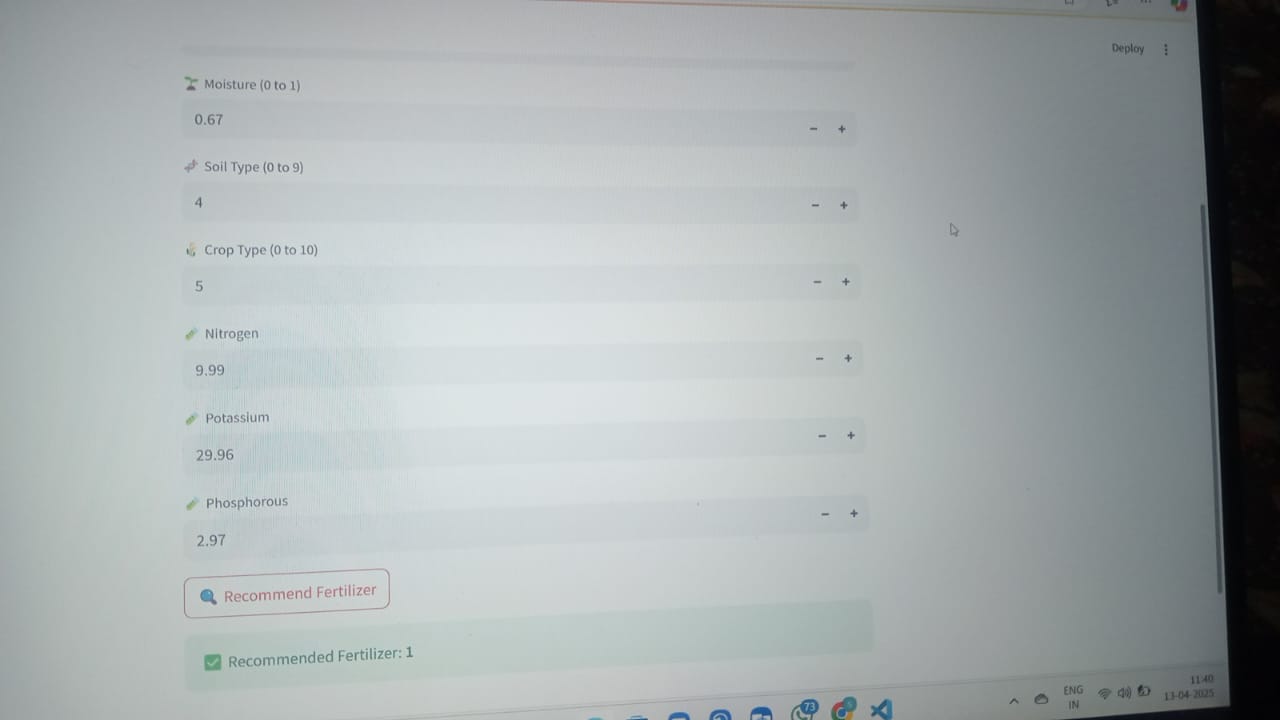 Deploy
Moisture (0 to 1)
0.67
Soil Type (0 to 9)
4
Crop Type (0 to 10)
5
Nitrogen
9.99
Potassium
29.96
Phosphorous
2.97
Recommend Fertilizer
Recommended Fertilizer: 1
73
ENG
IN
11:40
13-04-2025